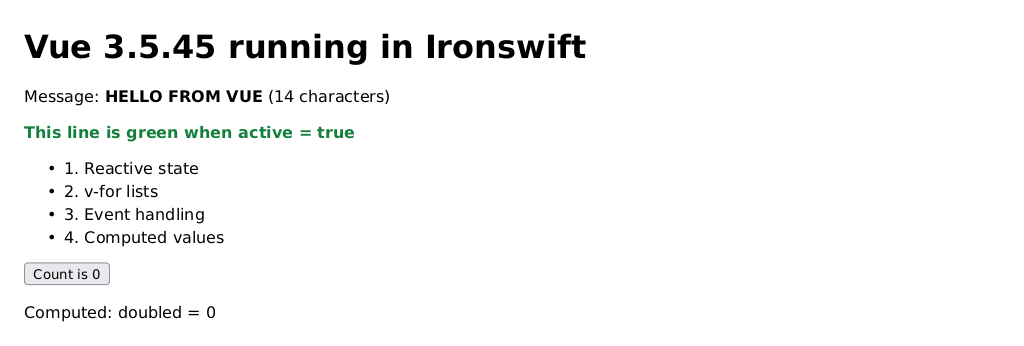 Vue 3.5.45 running in Ironswift
Message: HELLO FROM VUE (14 characters)
This line is green when active = true
• 1. Reactive state
• 2. v-for lists
• 3. Event handling
• 4. Computed values
Count is 0
Computed: doubled = 0